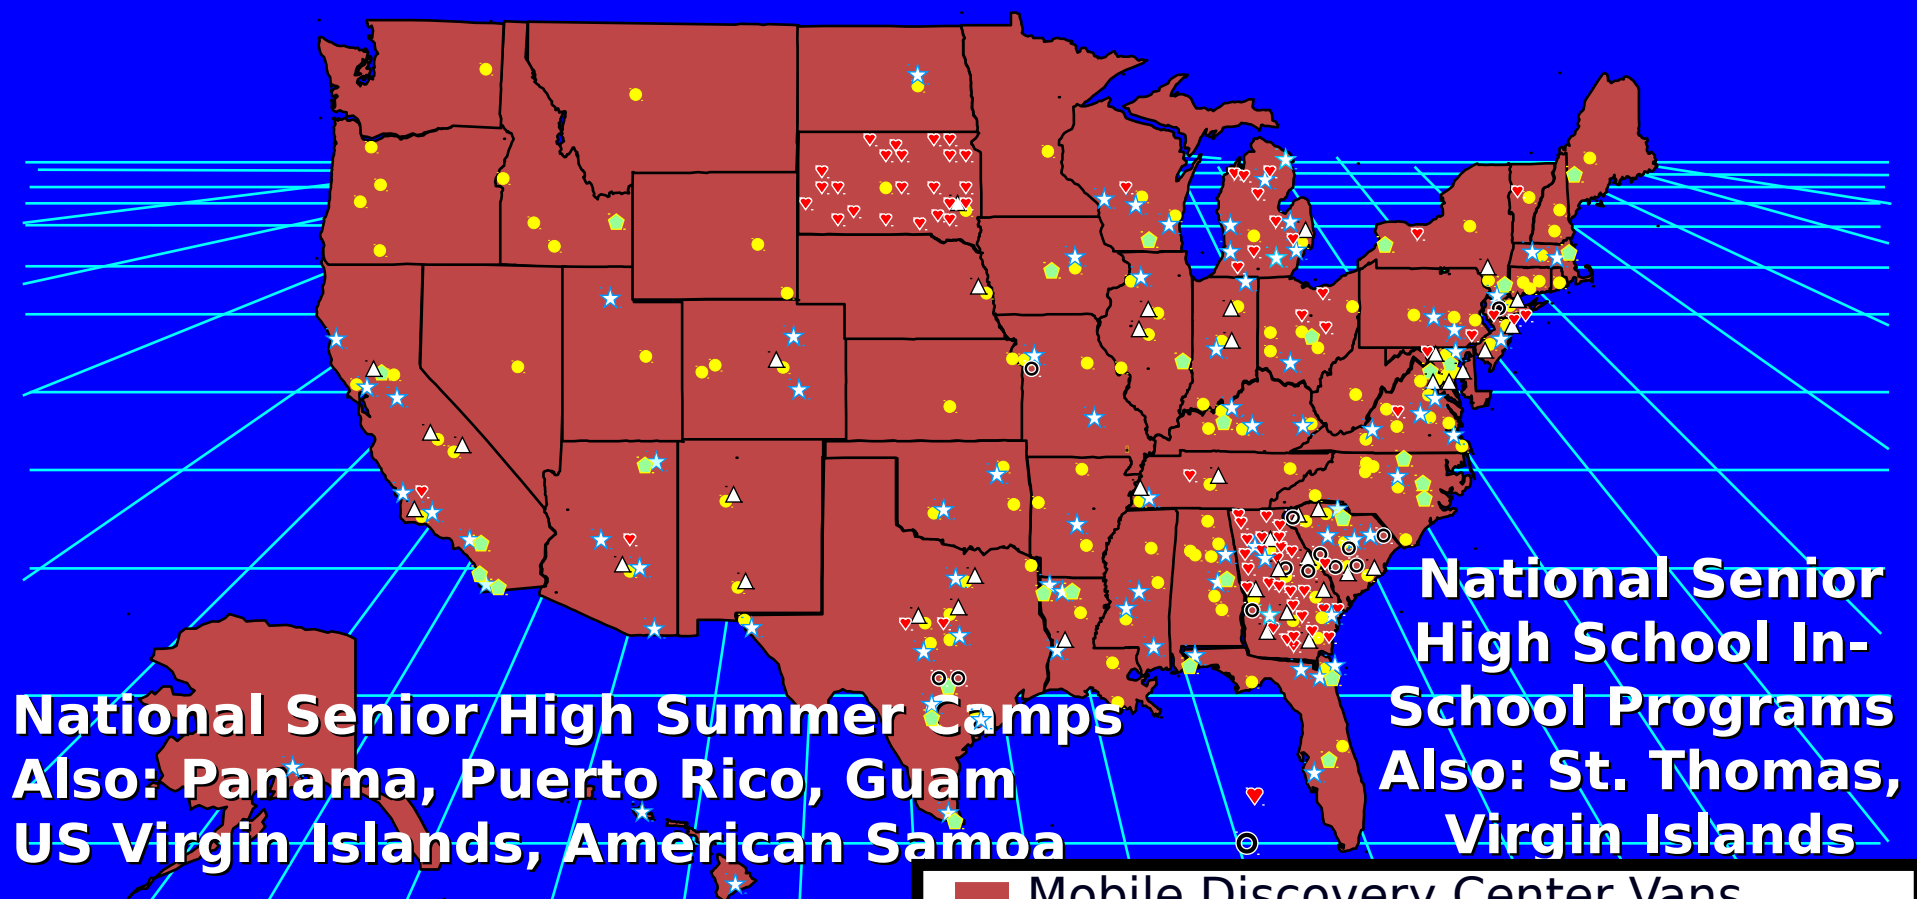 National Senior
High School In-
School Programs
Also: St. Thomas,
Virgin Islands
National Senior High Summer Camps
Also: Panama, Puerto Rico, Guam
US Virgin Islands, American Samoa
Mobile Discovery Center Vans